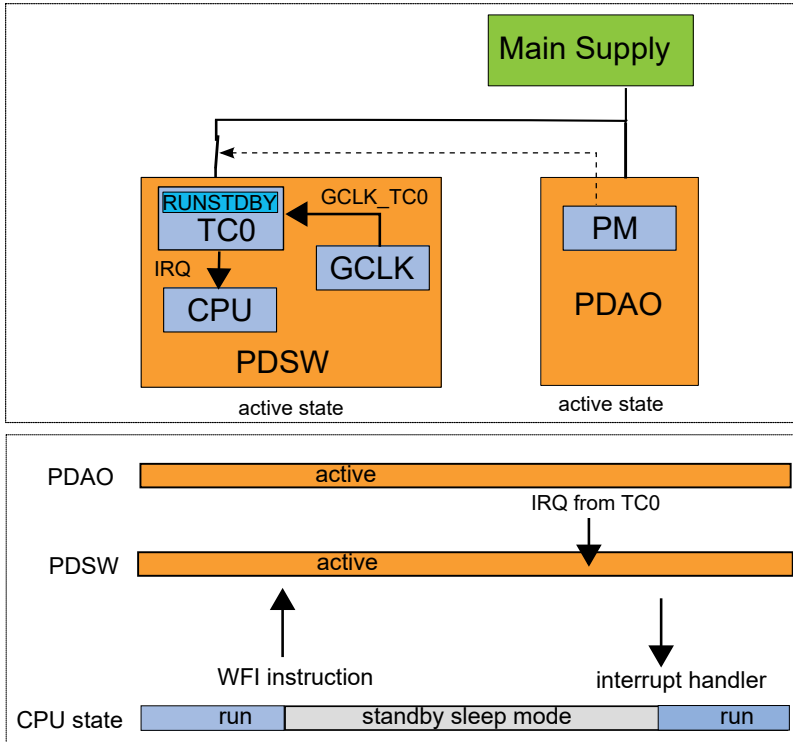 Main Supply
RUNSTDBY
GCLK_TC0
TC0
PM
IRQ
GCLK
CPU
PDAO
PDSW
active state
active state
PDAO
active
IRQ from TC0
PDSW
active
WFI instruction
interrupt handler
CPU state
run
standby sleep mode
run